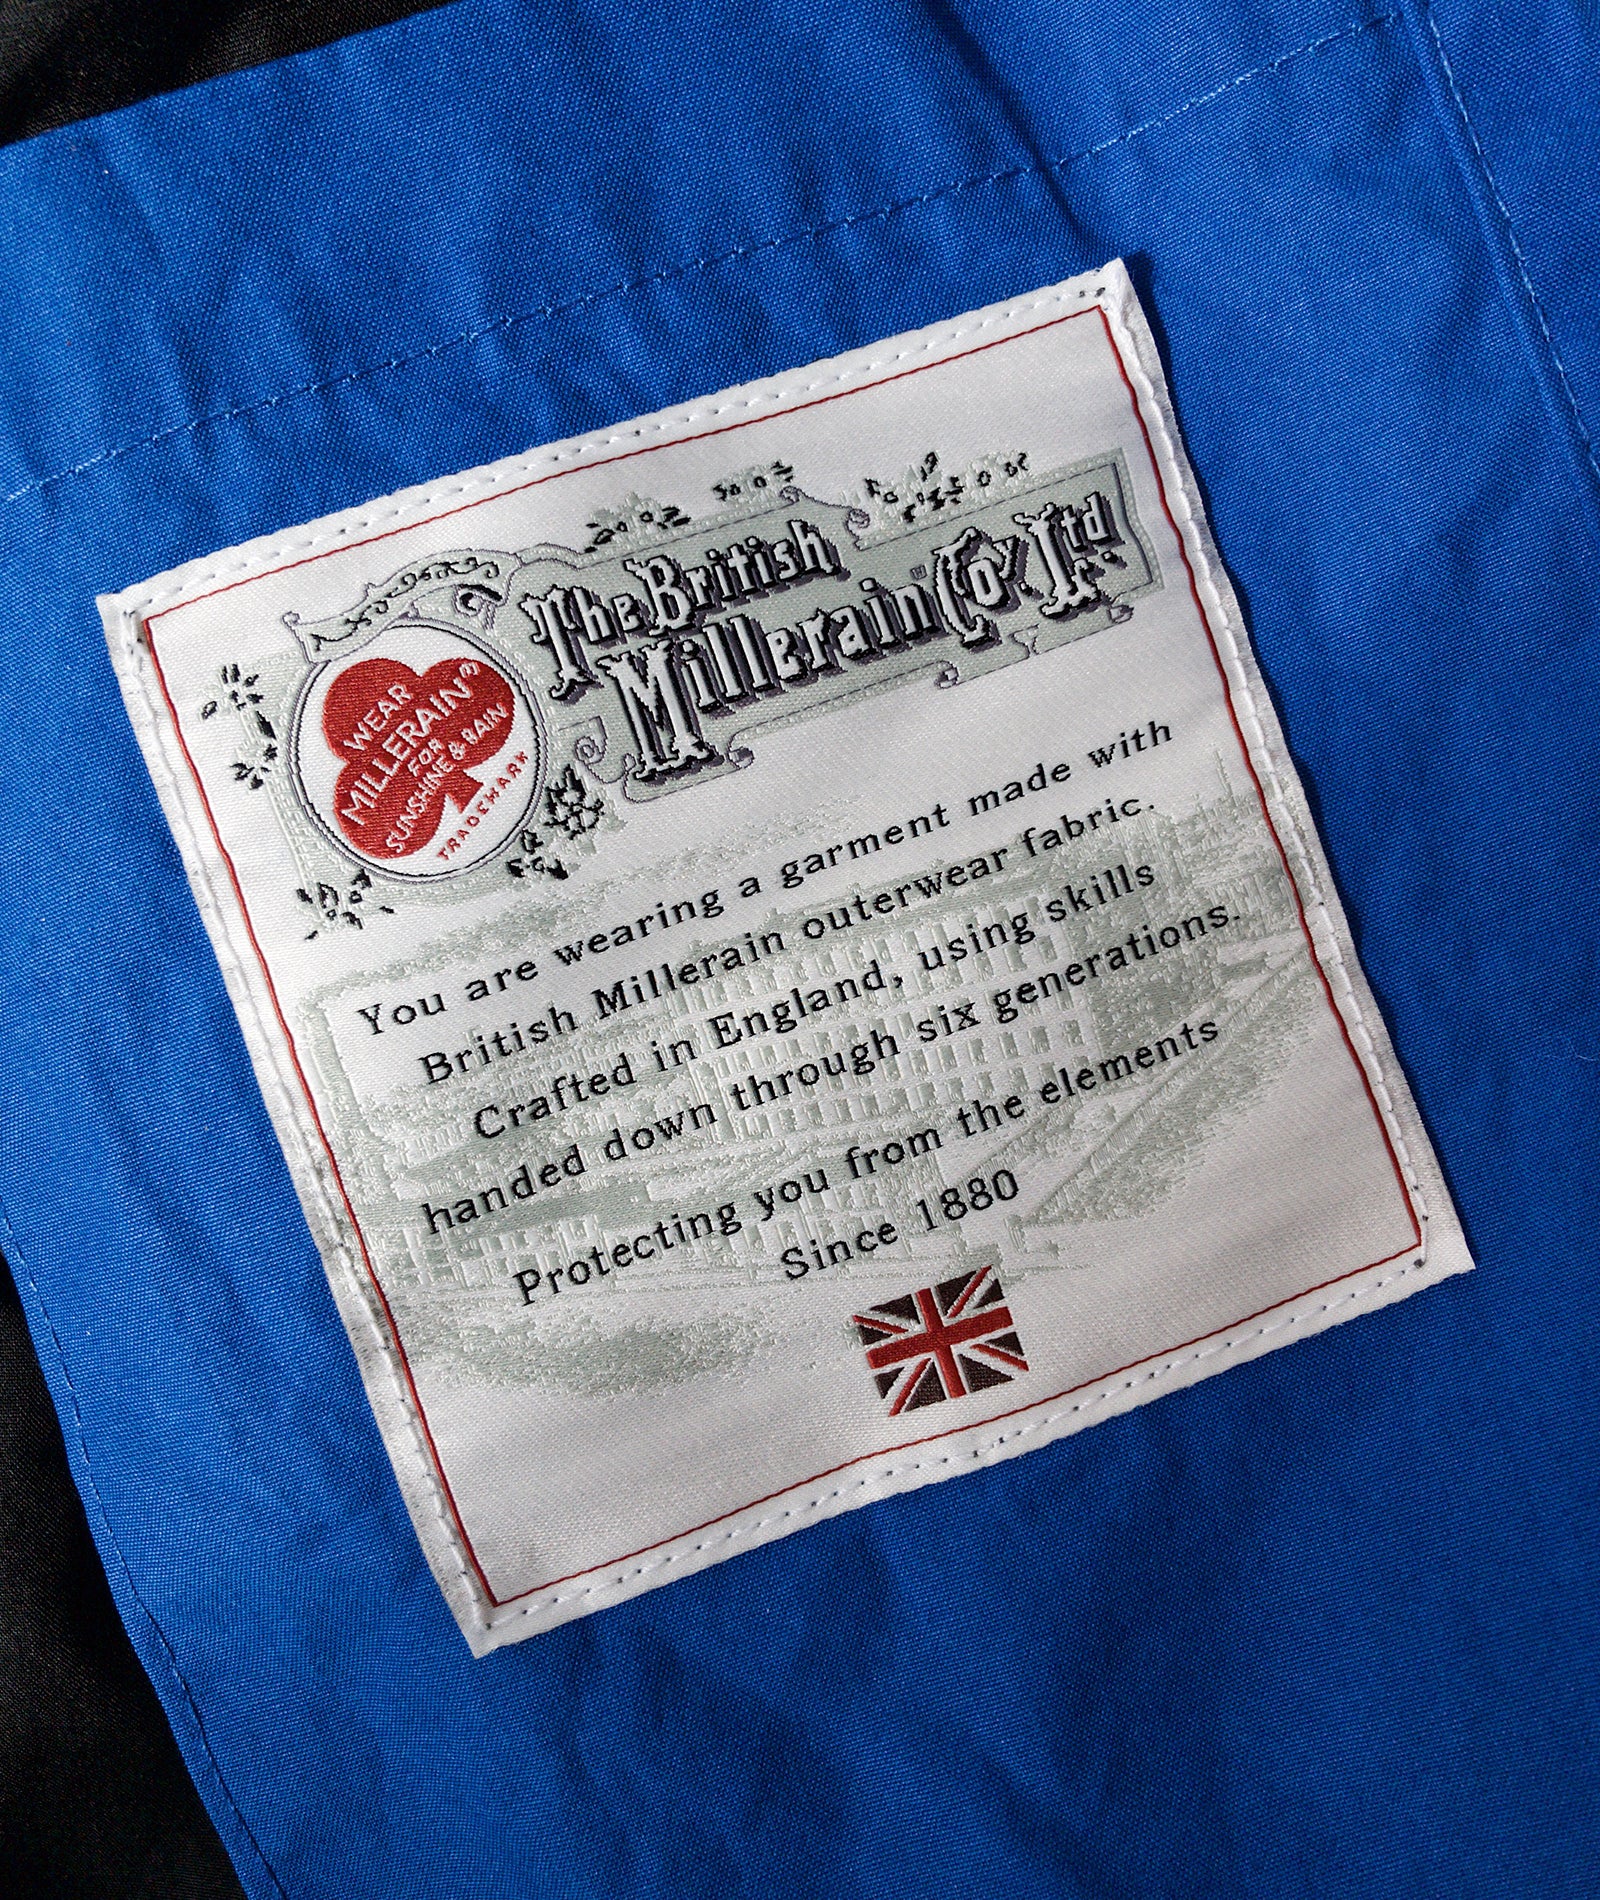 The British
Millerain Coy. Ltd.
WEAR
MILLERAIN®
FOR
SUNSHINE & RAIN
TRADEMARK
You are wearing a garment made with
British Millerain outerwear fabric.
Crafted in England, using skills
handed down through six generations.
Protecting you from the elements
Since 1880